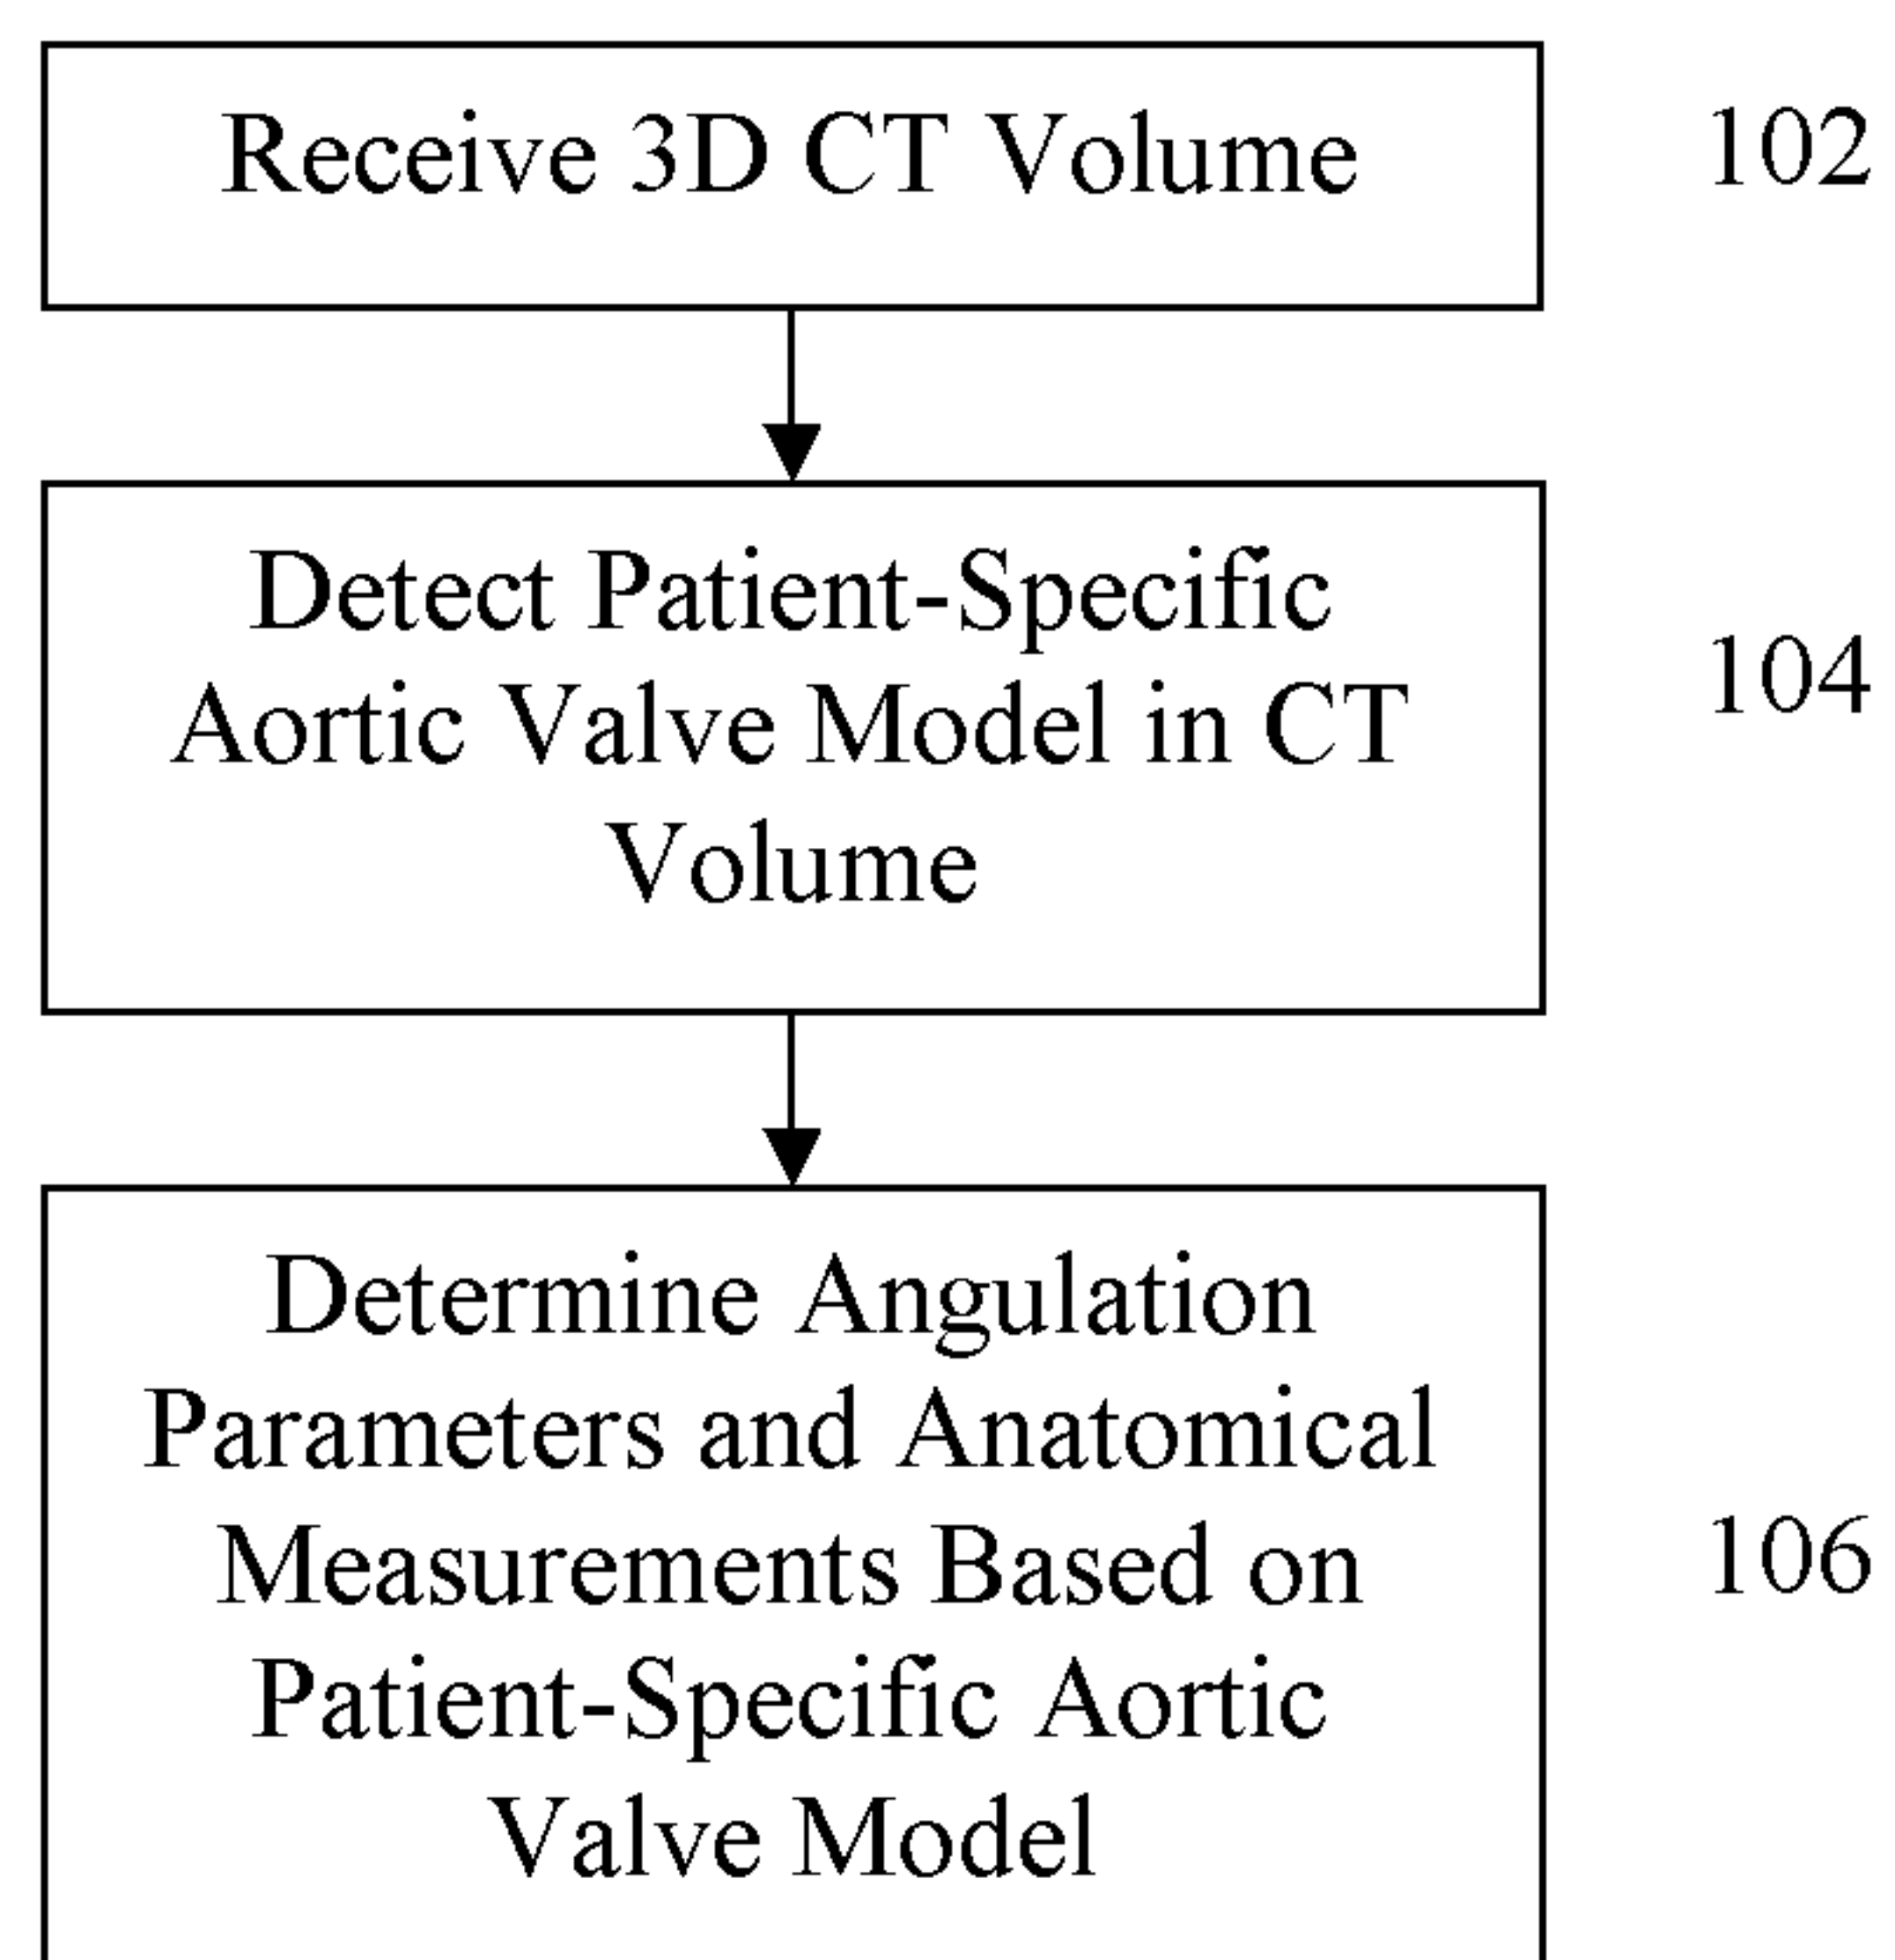 Receive 3D CT Volume
102
Detect Patient-Specific
Aortic Valve Model in CT
Volume
104
Determine Angulation
Parameters and Anatomical
Measurements Based on
Patient-Specific Aortic
Valve Model
106